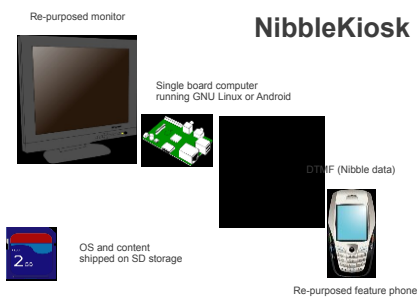 Re-purposed monitor
NibbleKiosk
Single board computer
running GNU Linux or Android
DTMF (Nibble data)
OS and content
shipped on SD storage
Re-purposed feature phone